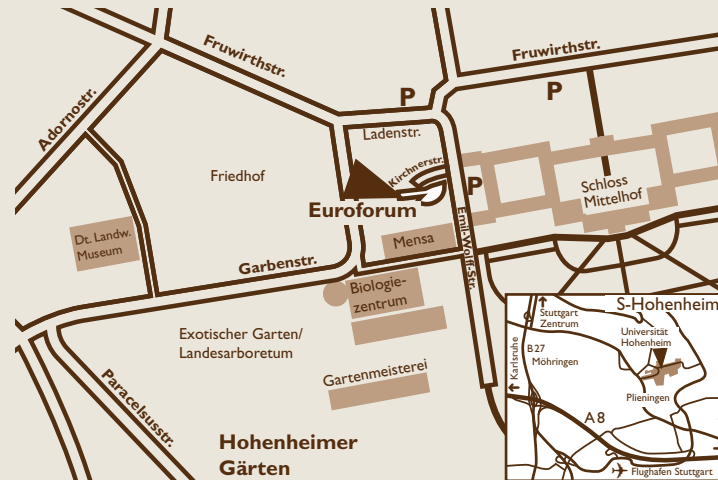 Fruwirthstr.
Fruwirthstr.
Adornostr.
P
P
Ladenstr.
Friedhof
Kirchnerstr.
P
Schloss
Mittelhof
Euroforum
Emil-Wolff-Str.
Dt. Landw.
Museum
Mensa
Garbenstr.
Biologie-
zentrum
Exotischer Garten/
Landesarboretum
Gartenmeisterei
Paracelsusstr.
Hohenheimer
Gärten
S-Hohenheim
Stuttgart
Zentrum
Universität
Hohenheim
Karlsruhe
B27
Möhringen
Plieningen
A8
Flughafen Stuttgart